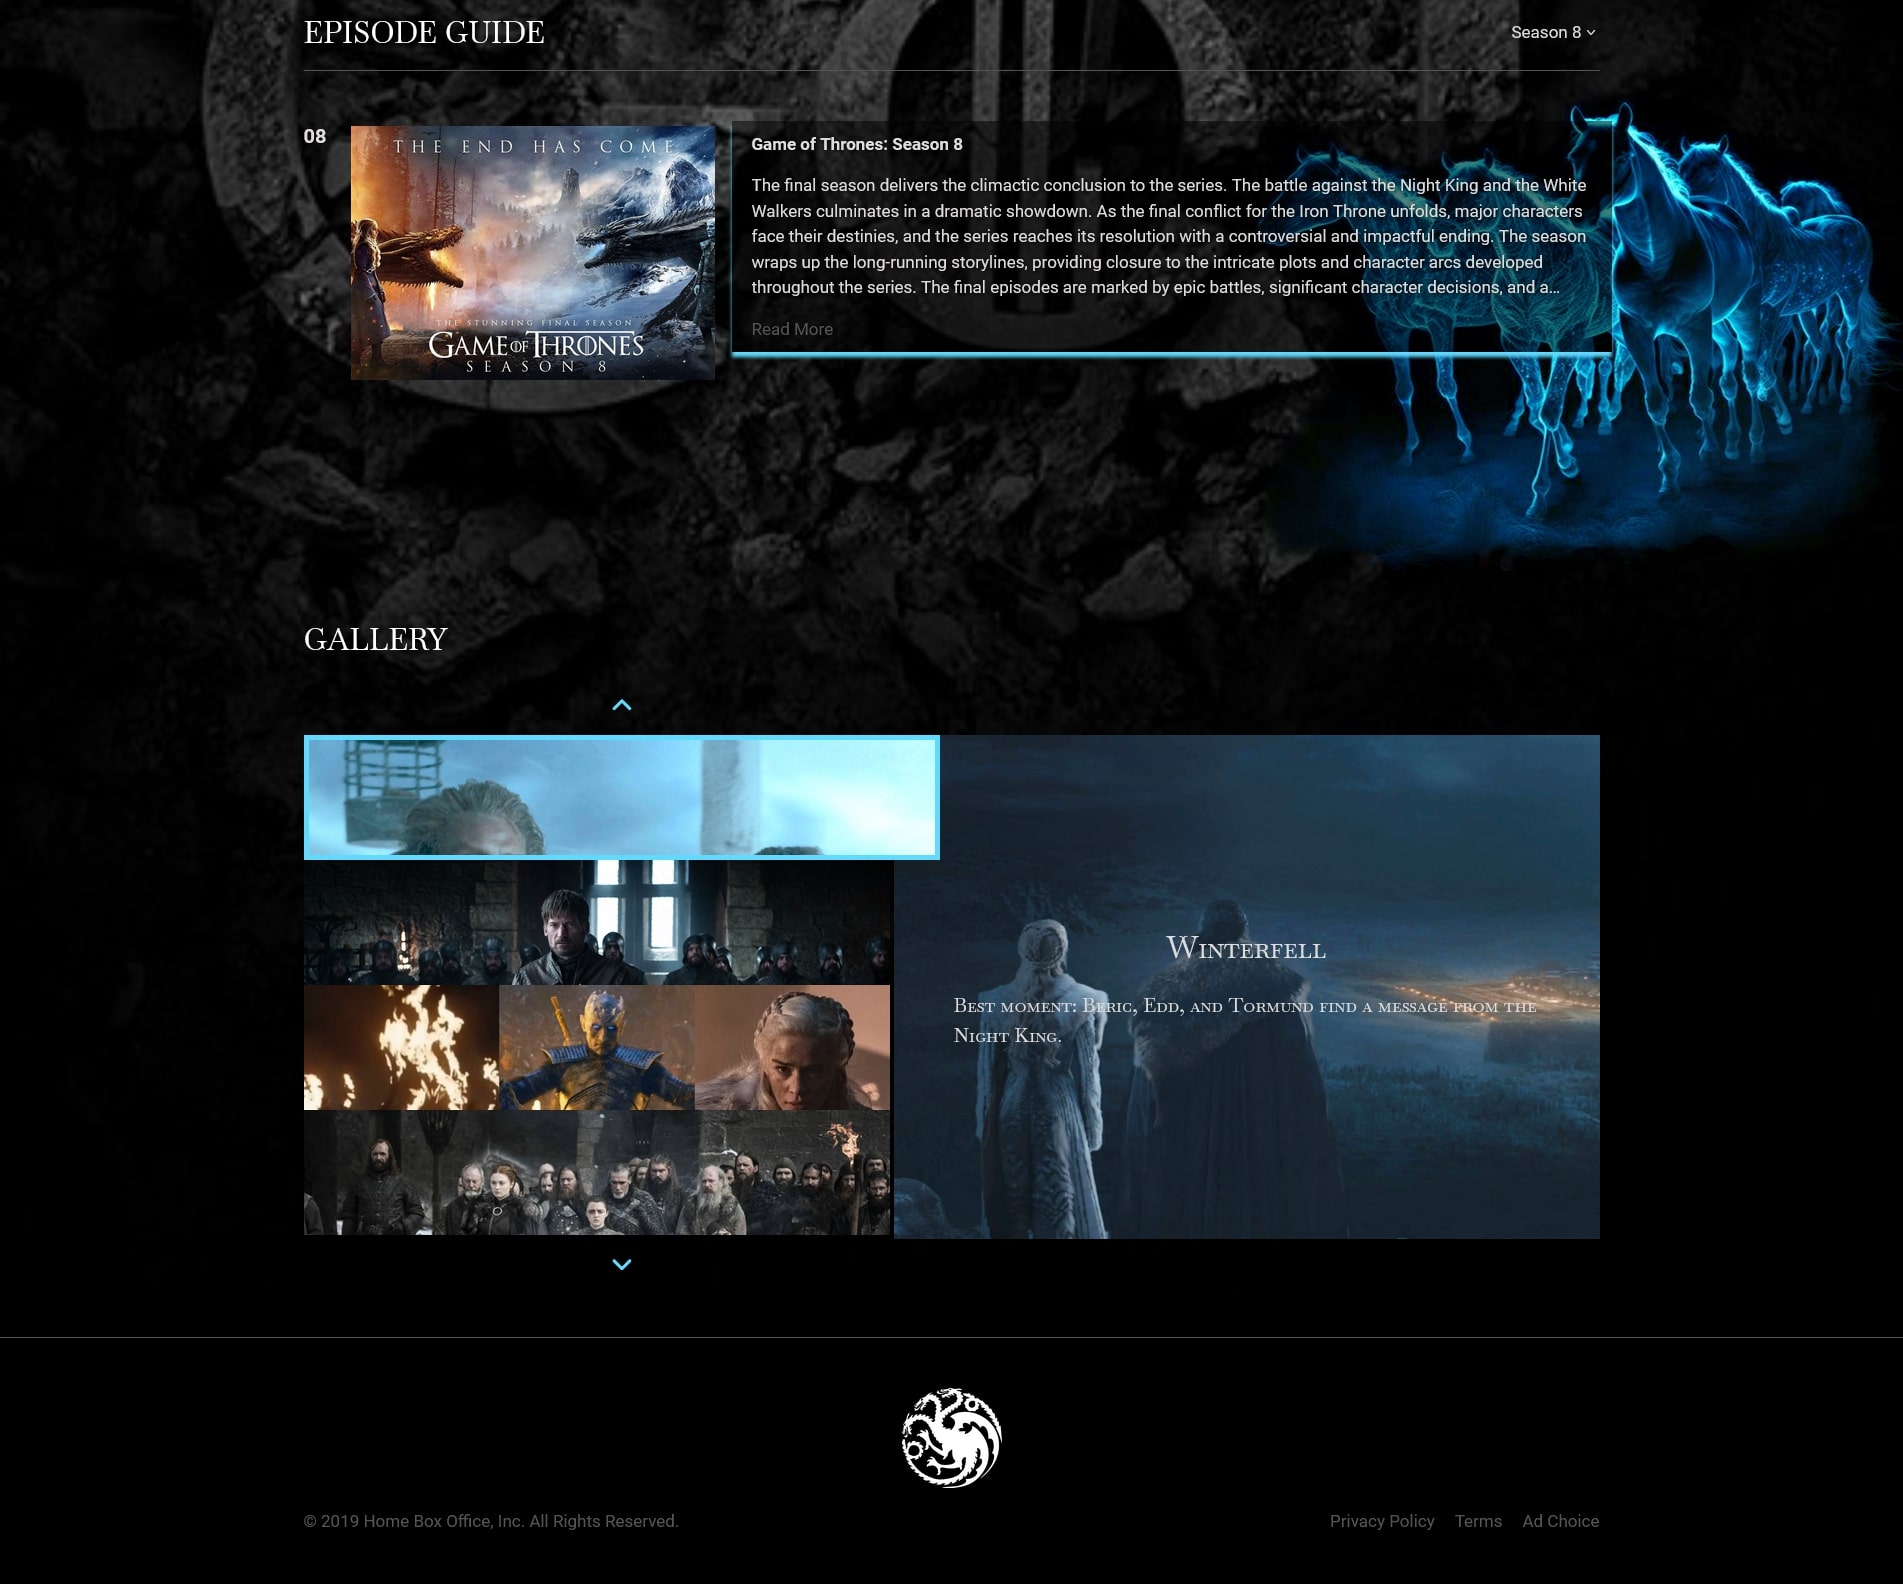 EPISODE GUIDE
Season 8
08
THE END HAS COME
THE STUNNING FINAL SEASON
GAME OF THRONES
SEASON 8
Game of Thrones: Season 8
The final season delivers the climactic conclusion to the series. The battle against the Night King and the White
Walkers culminates in a dramatic showdown. As the final conflict for the Iron Throne unfolds, major characters
face their destinies, and the series reaches its resolution with a controversial and impactful ending. The season
wraps up the long-running storylines, providing closure to the intricate plots and character arcs developed
throughout the series. The final episodes are marked by epic battles, significant character decisions, and a…
Read More
GALLERY
Winterfell
Best moment: Beric, Edd, and Tormund find a message from the
Night King.
© 2019 Home Box Office, Inc. All Rights Reserved.
Privacy Policy Terms Ad Choice